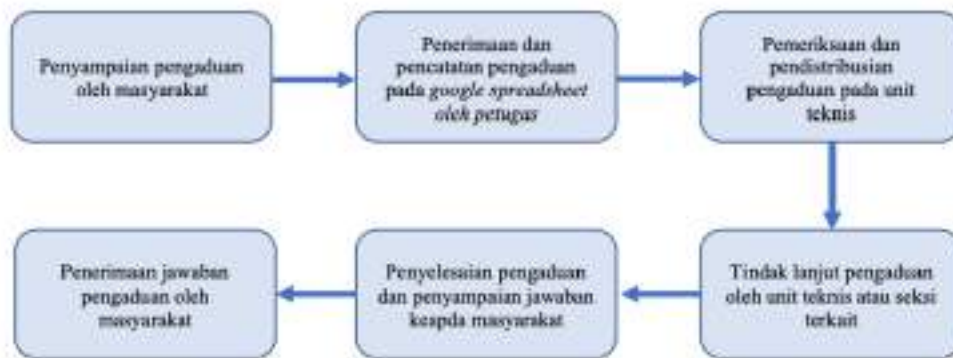 Penyampaian pengaduan
oleh masyarakat
Penerimaan dan
pencatatan pengaduan
pada google spreadsheet
oleh petugas
Pemeriksaan dan
pendistribusian
pengaduan pada unit
teknis
Penerimaan jawaban
pengaduan oleh
masyarakat
Penyelesaian pengaduan
dan penyampaian jawaban
keapda masyarakat
Tindak lanjut pengaduan
oleh unit teknis atau seksi
terkait